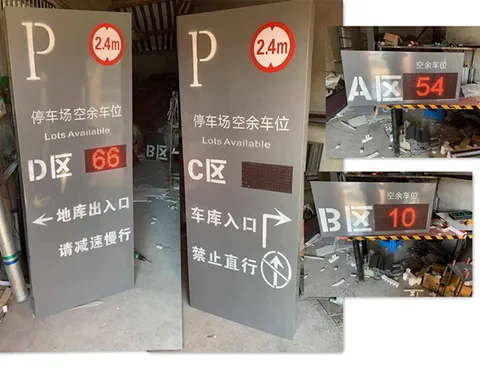 P
2.4m
停车场空余车位
Lots Available
D区 66
← 地库出入口
请减速慢行
B区
P
2.4m
停车场空余车位
Lots Available
C区
车库入口
禁止直行
空余车位
A区 54
空余车位
B区 10